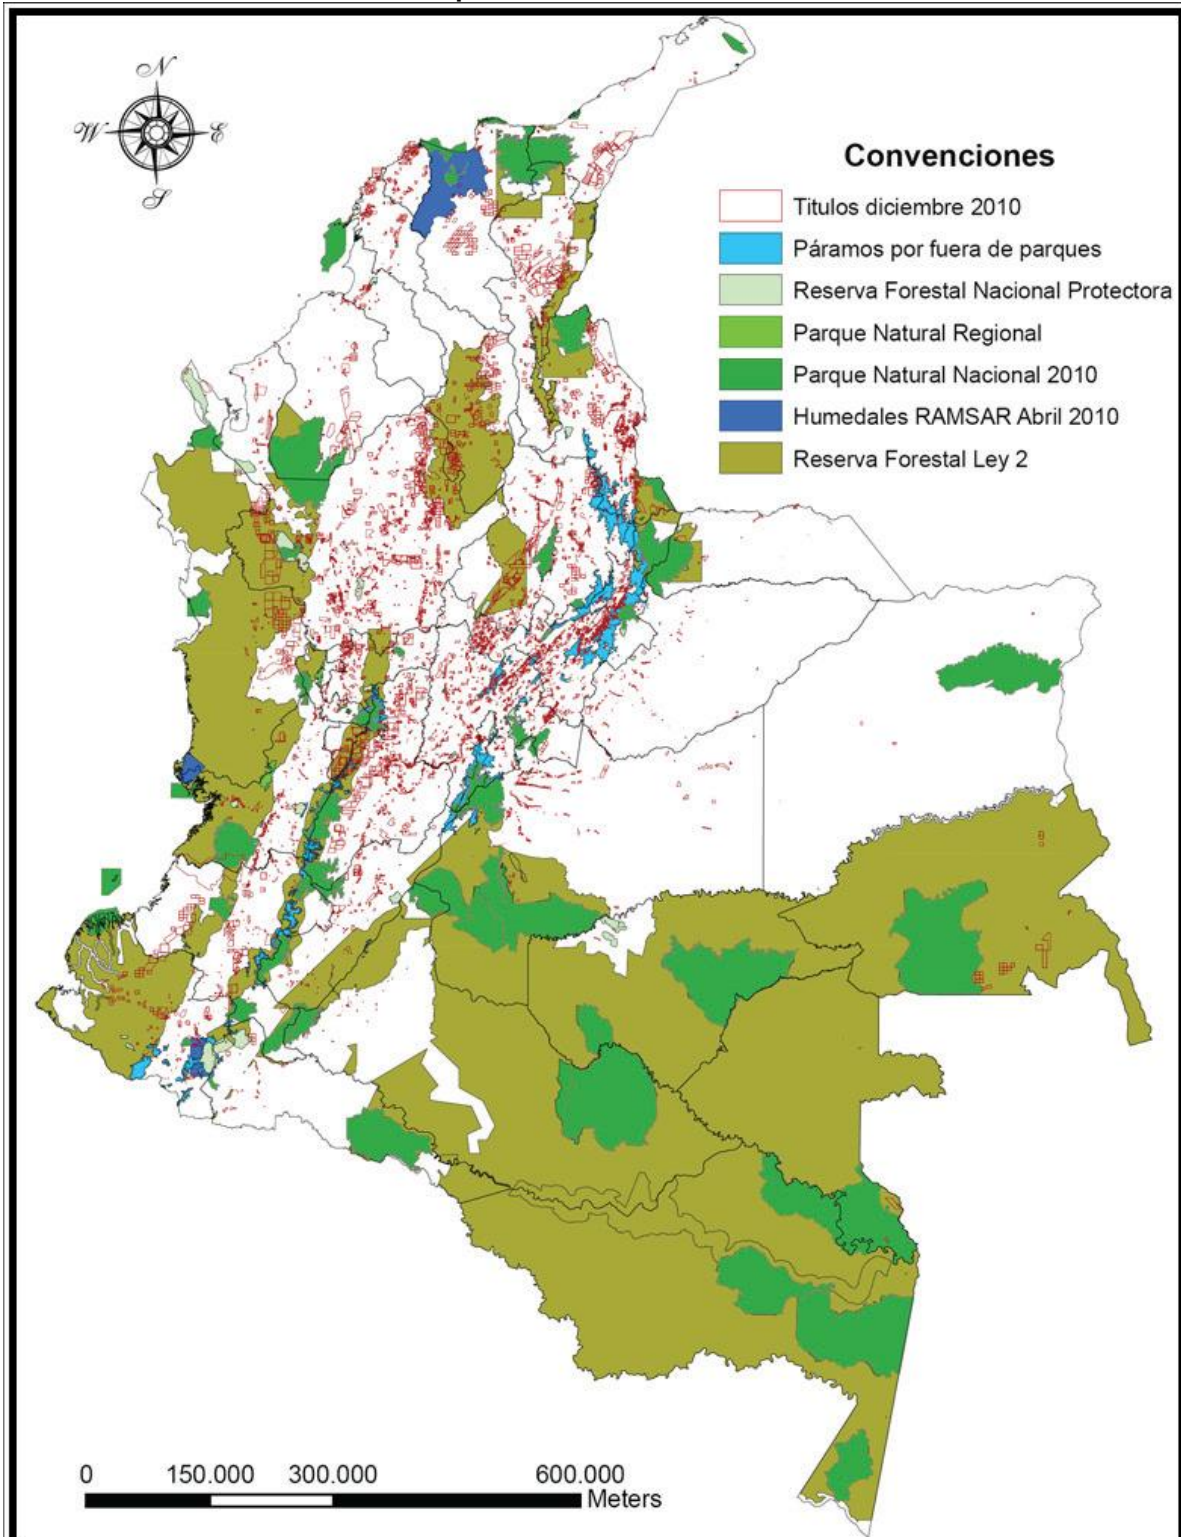 N
W E
S
Convenciones
Titulos diciembre 2010
Páramos por fuera de parques
Reserva Forestal Nacional Protectora
Parque Natural Regional
Parque Natural Nacional 2010
Humedales RAMSAR Abril 2010
Reserva Forestal Ley 2
0 150.000 300.000 600.000
Meters